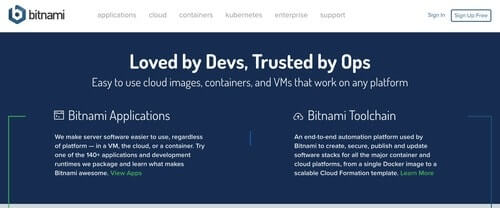 bitnami
applications cloud containers kubernetes enterprise support
Sign In Sign Up Free
Loved by Devs, Trusted by Ops
Easy to use cloud images, containers, and VMs that work on any platform
Bitnami Applications
We make server software easier to use, regardless
of platform — in a VM, the cloud, or a container. Try
one of the 140+ applications and development
runtimes we package and learn what makes
Bitnami awesome. View Apps
Bitnami Toolchain
An end-to-end automation platform used by
Bitnami to create, secure, publish and update
software stacks for all the major container and
cloud platforms, from a single Docker image to a
scalable Cloud Formation template. Learn More